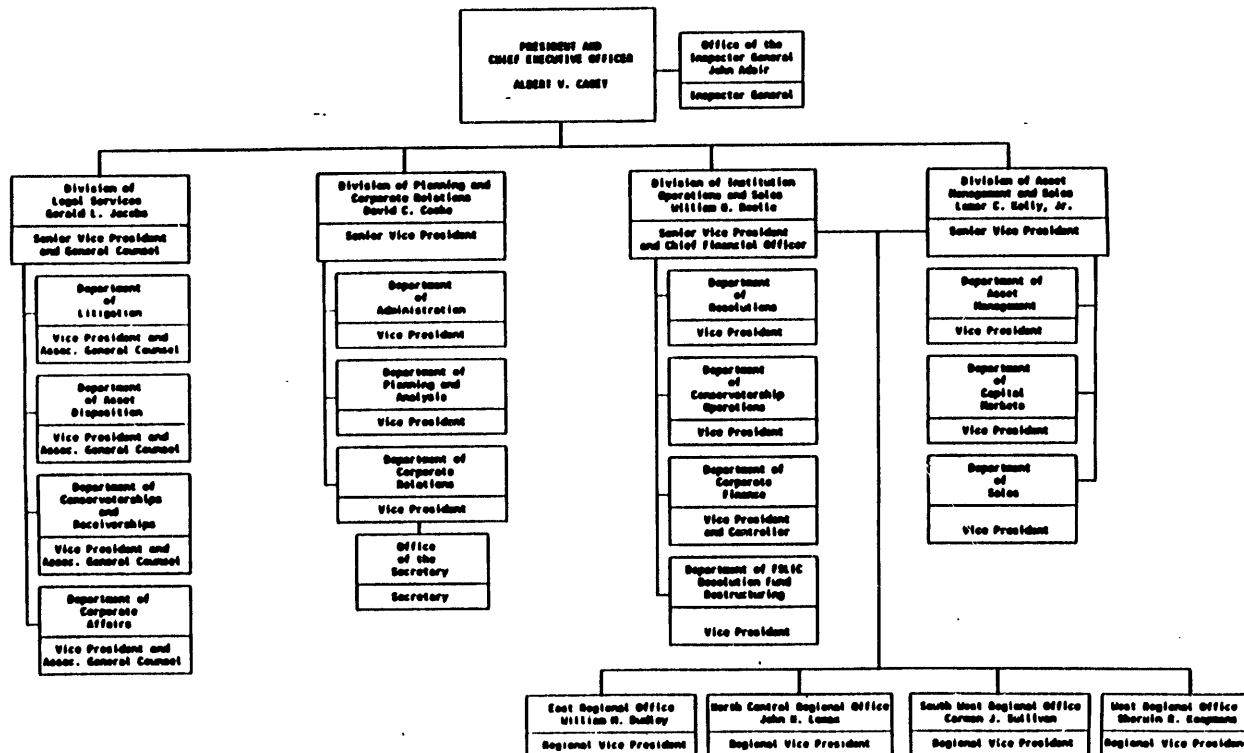 PRESIDENT AND
CHIEF EXECUTIVE OFFICER
ALBERT V. CASEY
Office of the
Inspector General
John Adair
Inspector General
Division of
Legal Services
Gerald L. Jacobs
Senior Vice President
and General Counsel
Department
of
Litigation
Vice President and
Assoc. General Counsel
Department
of Asset
Disposition
Vice President and
Assoc. General Counsel
Department of
Conservatorships
and
Receiverships
Vice President and
Assoc. General Counsel
Department of
Corporate
Affairs
Vice President and
Assoc. General Counsel
Division of Planning and
Corporate Relations
David C. Cooke
Senior Vice President
Department
of
Administration
Vice President
Department of
Planning and
Analysis
Vice President
Department of
Corporate
Relations
Vice President
Office
of the
Secretary
Secretary
Division of Institution
Operations and Sales
William H. Roelle
Senior Vice President
and Chief Financial Officer
Department
of
Resolutions
Vice President
Department
of
Conservatorship
Operations
Vice President
Department of
Corporate
Finance
Vice President
and Controller
Department of FSLIC
Resolution Fund
Restructuring
Vice President
Division of Asset
Management and Sales
Lamar C. Kelly, Jr.
Senior Vice President
Department of
Asset
Management
Vice President
Department
of
Capital
Markets
Vice President
Department
of
Sales
Vice President
East Regional Office
William M. Dudley
Regional Vice President
North Central Regional Office
John
Regional Vice President
South West Regional Office
Carmen J. Sullivan
Regional Vice President
West Regional Office
Regional Vice President